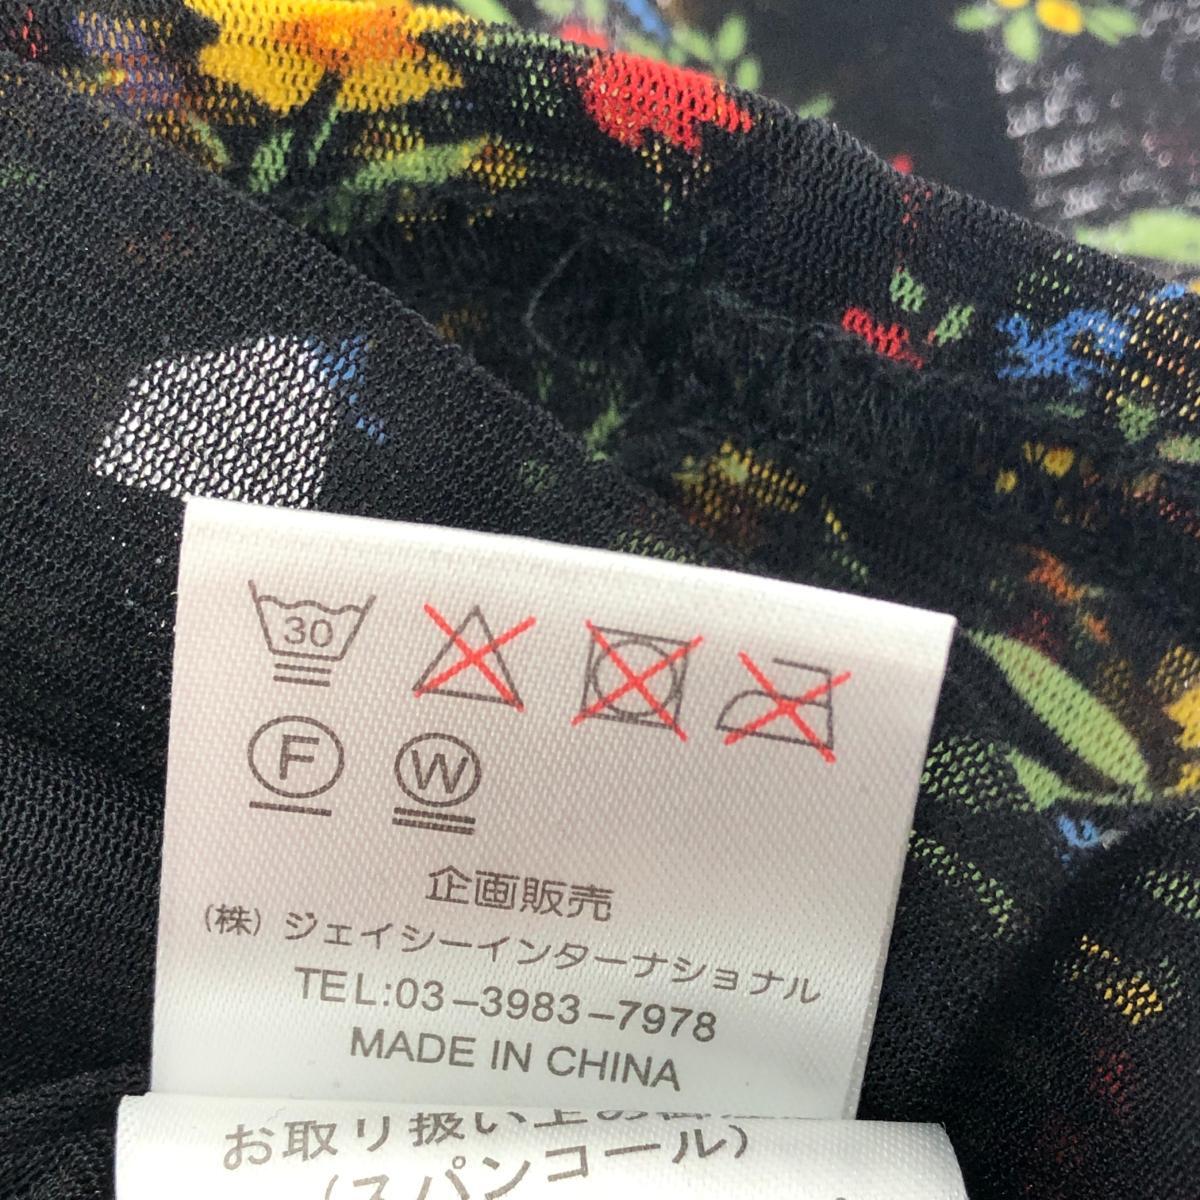 30
F W
企画販売
(株) ジェイシーインターナショナル
TEL:03-3983-7978
MADE IN CHINA
お取り扱い上の
(スパンコール)